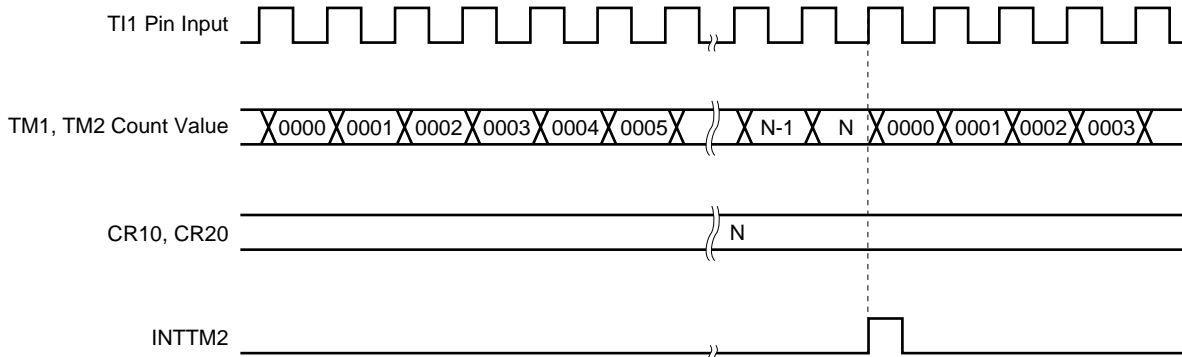 TI1 Pin Input
TM1, TM2 Count Value 0000 0001 0002 0003 0004 0005 N-1 N 0000 0001 0002 0003
CR10, CR20 N
INTTM2